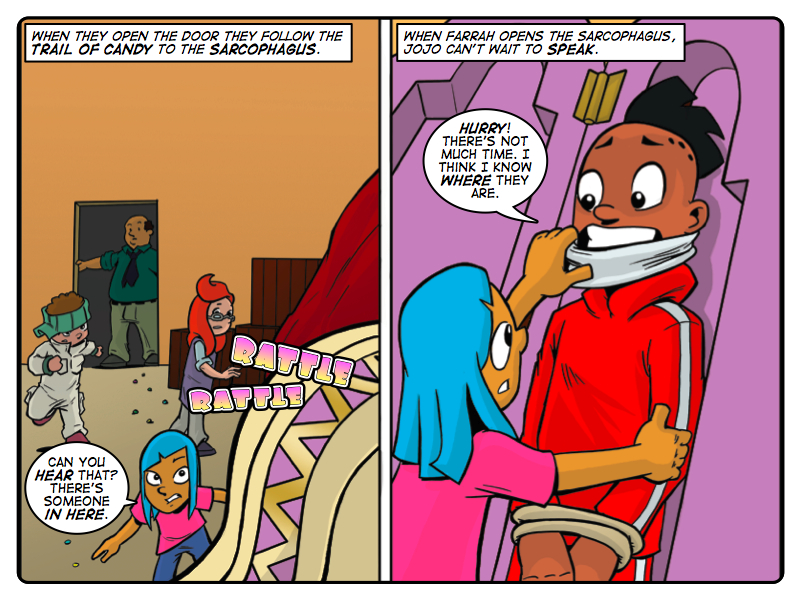 WHEN THEY OPEN THE DOOR THEY FOLLOW THE
TRAIL OF CANDY TO THE SARCOPHAGUS.
RATTLE
RATTLE
CAN YOU
HEAR THAT?
THERE'S
SOMEONE
IN HERE.
WHEN FARRAH OPENS THE SARCOPHAGUS,
JOJO CAN'T WAIT TO SPEAK.
HURRY!
THERE'S NOT
MUCH TIME. I
THINK I KNOW
WHERE THEY
ARE.